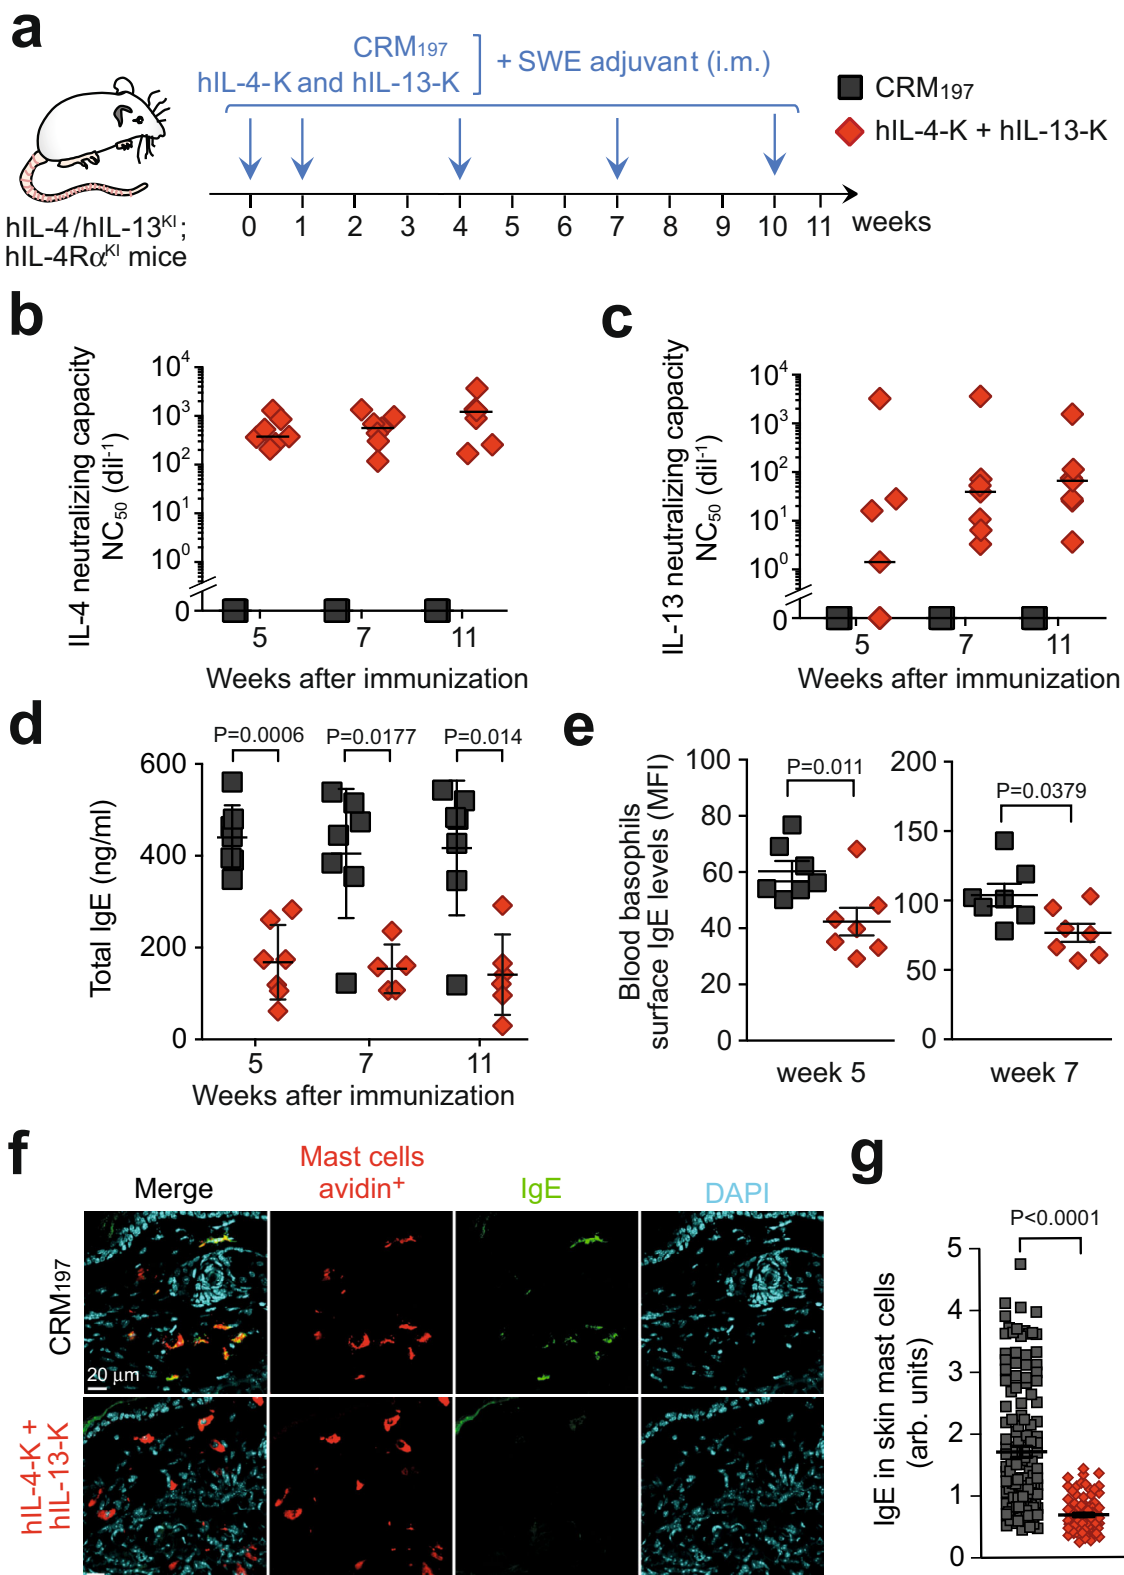 a
CRM197
hIL-4-K and hIL-13-K
+ SWE adjuvant (i.m.)
CRM197
hIL-4-K + hIL-13-K
hIL-4/hIL-13KI;
hIL-4RαKI mice
0 1 2 3 4 5 6 7 8 9 10 11 weeks
b
IL-4 neutralizing capacity
NC50 (dil-1)
104
103
102
101
100
0
5 7 11
Weeks after immunization
c
IL-13 neutralizing capacity
NC50 (dil-1)
104
103
102
101
100
0
5 7 11
Weeks after immunization
d
P=0.0006 P=0.0177 P=0.014
Total IgE (ng/ml)
600
400
200
0
5 7 11
Weeks after immunization
e
Blood basophils
surface IgE levels (MFI)
100
80
60
40
20
0
P=0.011
week 5
200
150
100
50
0
P=0.0379
week 7
f
Merge
Mast cells
avidin+
IgE
DAPI
CRM197
20 μm
hIL-4-K +
hIL-13-K
g
P<0.0001
IgE in skin mast cells
(arb. units)
5
4
3
2
1
0